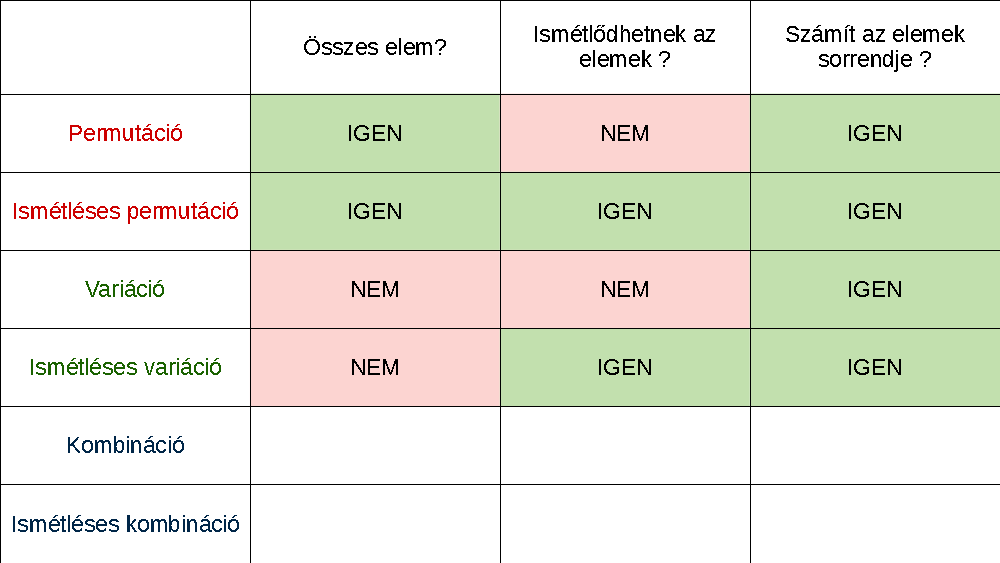 Összes elem?
Ismétlődhetnek az
elemek ?
Számít az elemek
sorrendje ?
Permutáció
IGEN
NEM
IGEN
Ismétléses permutáció
IGEN
IGEN
IGEN
Variáció
NEM
NEM
IGEN
Ismétléses variáció
NEM
IGEN
IGEN
Kombináció
Ismétléses kombináció